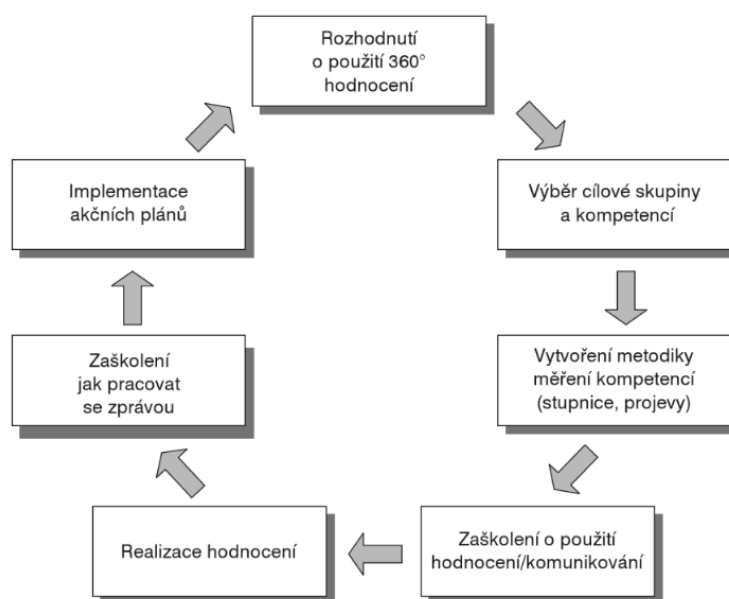 Rozhodnutí
o použití 360°
hodnocení
Výběr cílové skupiny
a kompetencí
Vytvoření metodiky
měření kompetencí
(stupnice, projevy)
Zaškolení o použití
hodnocení/komunikování
Realizace hodnocení
Zaškolení
jak pracovat
se zprávou
Implementace
akčních plánů